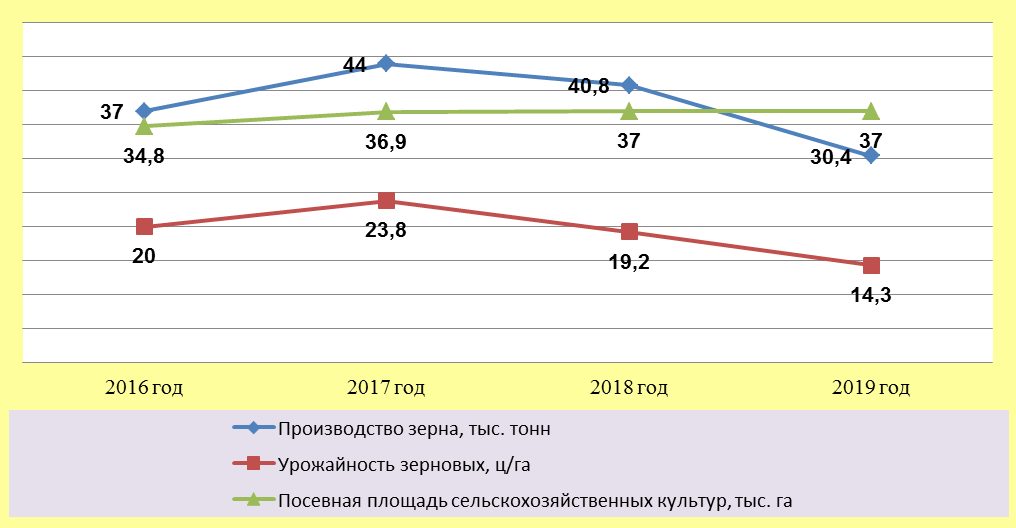 44
40,8
37
34,8
36,9
37
37
30,4
20
23,8
19,2
14,3
2016 год
2017 год
2018 год
2019 год
Производство зерна, тыс. тонн
Урожайность зерновых, ц/га
Посевная площадь сельскохозяйственных культур, тыс. га